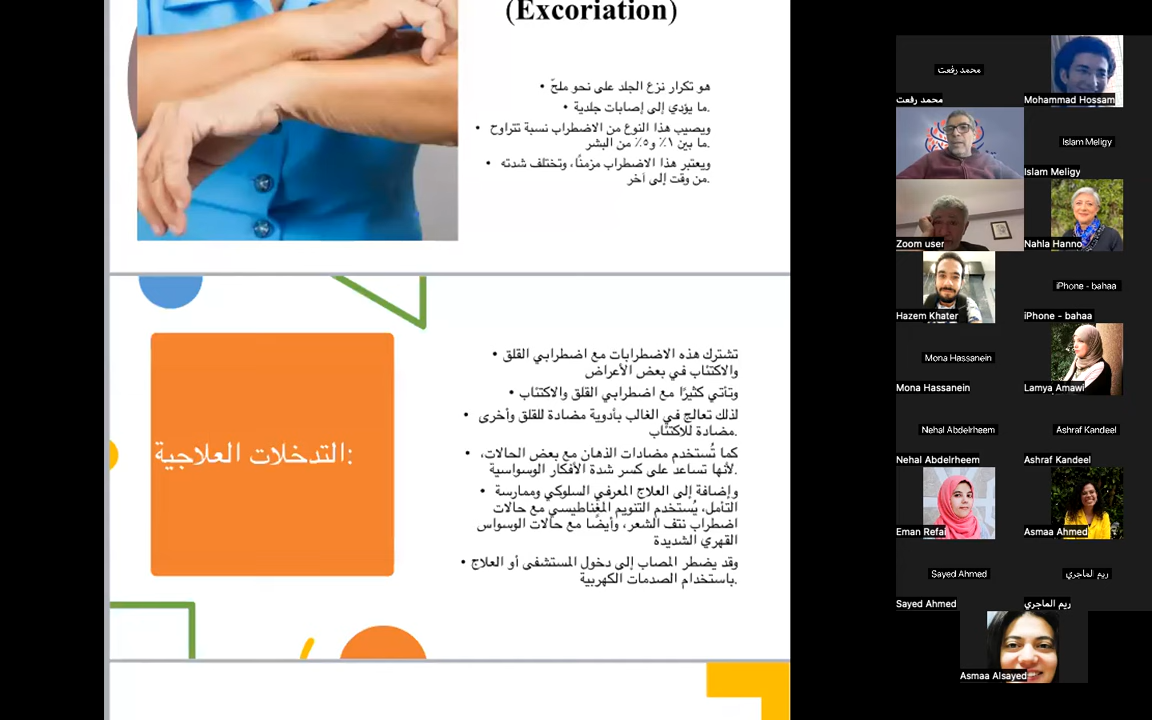 (Excoriation)
• هو تكرار نزع الجلد على نحو ملحّ
• ما يؤدي إلى إصابات جلدية.
• ويصيب هذا النوع من الاضطراب نسبة تتراوح
ما بين ١٪ و٥٪ من البشر.
• ويعتبر هذا الاضطراب مزمنًا، وتختلف شدته
من وقت إلى آخر.
التدخلات العلاجية:
• تشترك هذه الاضطرابات مع اضطرابي القلق
والاكتئاب في بعض الأعراض
• وتأتي كثيرًا مع اضطرابي القلق والاكتئاب
• لذلك تعالج في الغالب بأدوية مضادة للقلق وأخرى
مضادة للاكتئاب.
• كما تُستخدم مضادات الذهان مع بعض الحالات،
لأنها تساعد على كسر شدة الأفكار الوسواسية.
• وإضافة إلى العلاج المعرفي السلوكي وممارسة
التأمل، يُستخدم التنويم المغناطيسي مع حالات
اضطراب نتف الشعر، وأيضًا مع حالات الوسواس
القهري الشديدة
• وقد يضطر المصاب إلى دخول المستشفى أو العلاج
باستخدام الصدمات الكهربية.
محمد رفعت
محمد رفعت
Mohammad Hossam
Islam Meligy
Islam Meligy
Zoom user
Nahla Hanno
iPhone - bahaa
Hazem Khater
iPhone - bahaa
Mona Hassanein
Mona Hassanein
Lamya Amawi
Nehal Abdelrheem
Ashraf Kandeel
Nehal Abdelrheem
Ashraf Kandeel
Eman Refai
Asmaa Ahmed
Sayed Ahmed
ريم الماجري
Sayed Ahmed
ريم الماجري
Asmaa Alsayed